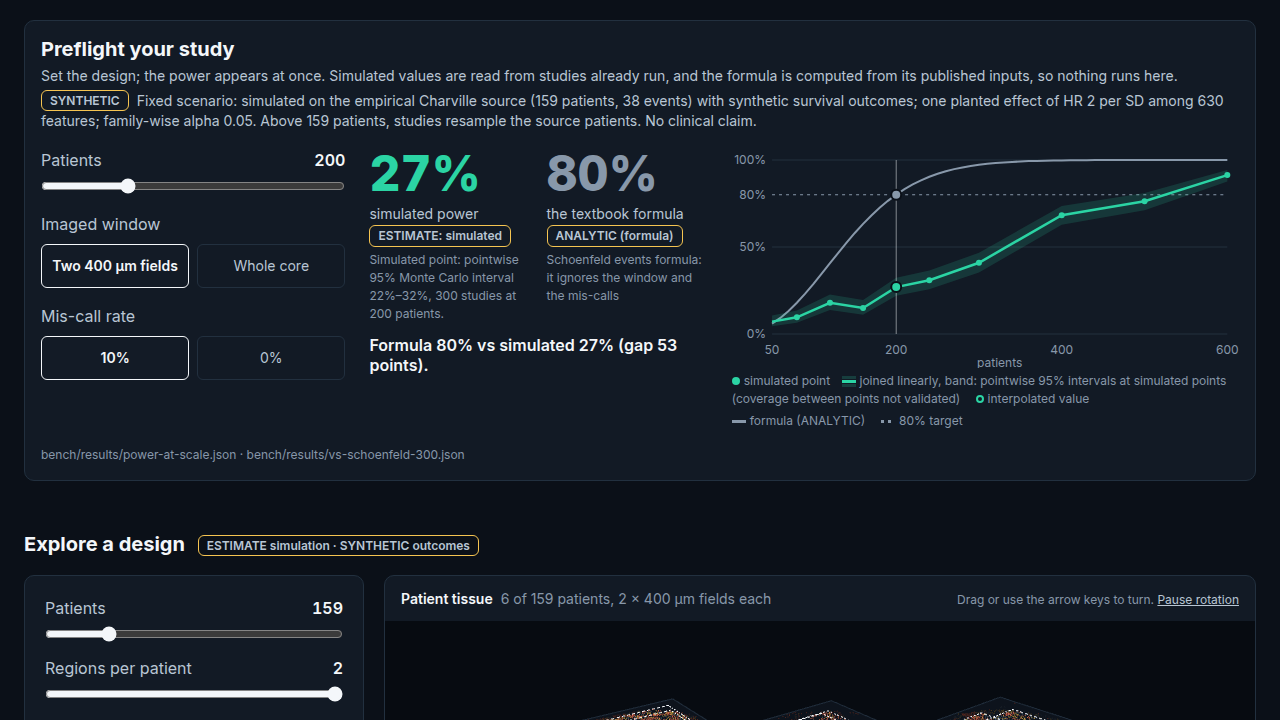 Preflight your study
Set the design; the power appears at once. Simulated values are read from studies already run, and the formula is computed from its published inputs, so nothing runs here.
SYNTHETIC Fixed scenario: simulated on the empirical Charville source (159 patients, 38 events) with synthetic survival outcomes; one planted effect of HR 2 per SD among 630
features; family-wise alpha 0.05. Above 159 patients, studies resample the source patients. No clinical claim.
Patients 200
Imaged window
Two 400 µm fields Whole core
Mis-call rate
10% 0%
27%
simulated power
ESTIMATE: simulated
Simulated point: pointwise
95% Monte Carlo interval
22%–32%, 300 studies at
200 patients.
80%
the textbook formula
ANALYTIC (formula)
Schoenfeld events formula:
it ignores the window and
the mis-calls
Formula 80% vs simulated 27% (gap 53
points).
100%
80%
50%
0%
50 200 400 600
patients
simulated point joined linearly, band: pointwise 95% intervals at simulated points
(coverage between points not validated) interpolated value
formula (ANALYTIC) 80% target
bench/results/power-at-scale.json · bench/results/vs-schoenfeld-300.json
Explore a design ESTIMATE simulation · SYNTHETIC outcomes
Patients 159
Regions per patient 2
Patient tissue 6 of 159 patients, 2 × 400 µm fields each
Drag or use the arrow keys to turn. Pause rotation